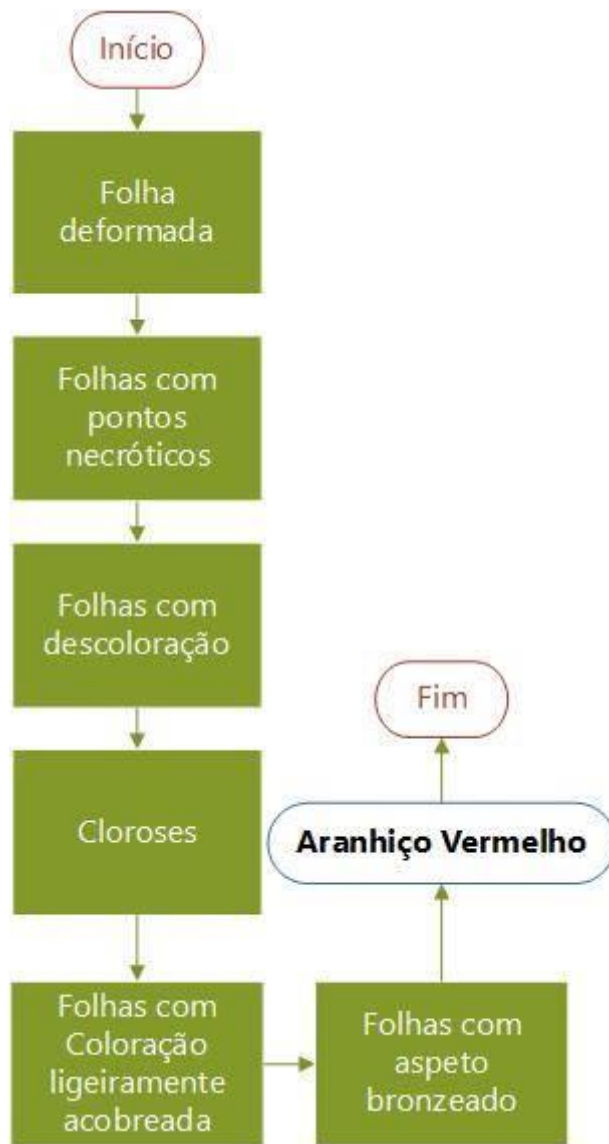 Início
Folha
deformada
Folhas com
pontos
necróticos
Folhas com
descoloração
Cloroses
Folhas com
Coloração
ligeiramente
acobreada
Folhas com
aspeto
bronzeado
Aranhiço Vermelho
Fim